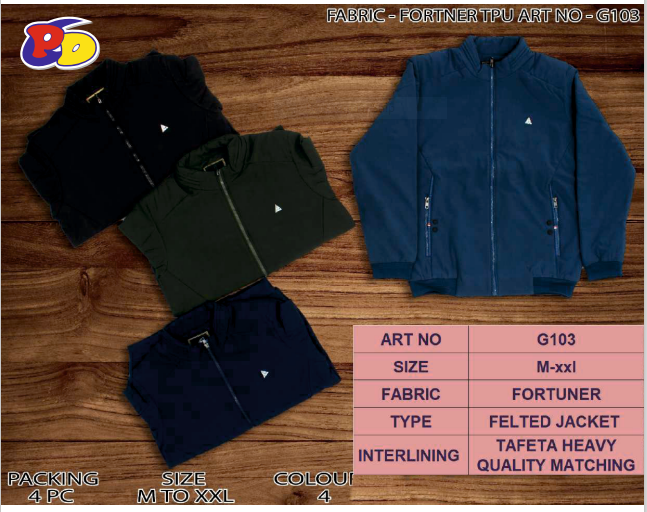 PD
FABRIC - FORTNER TPU ART NO - G103
ART NO G103
SIZE M-xxl
FABRIC FORTUNER
TYPE FELTED JACKET
INTERLINING TAFETA HEAVY
QUALITY MATCHING
PACKING SIZE COLOUR
4 PC M TO XXL 4